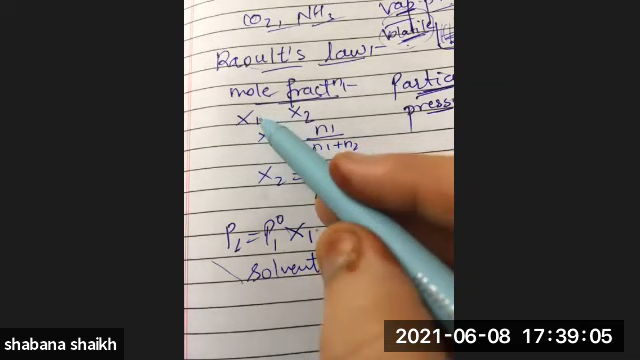 CO2, NH3
Raoult's law:-
mole fractn:-
X1 X2
n1
n1+n2
X2 =
P1 = P1⁰ X1
solvent
vap
volatile
Partia
press
shabana shaikh
2021-06-08 17:39:05